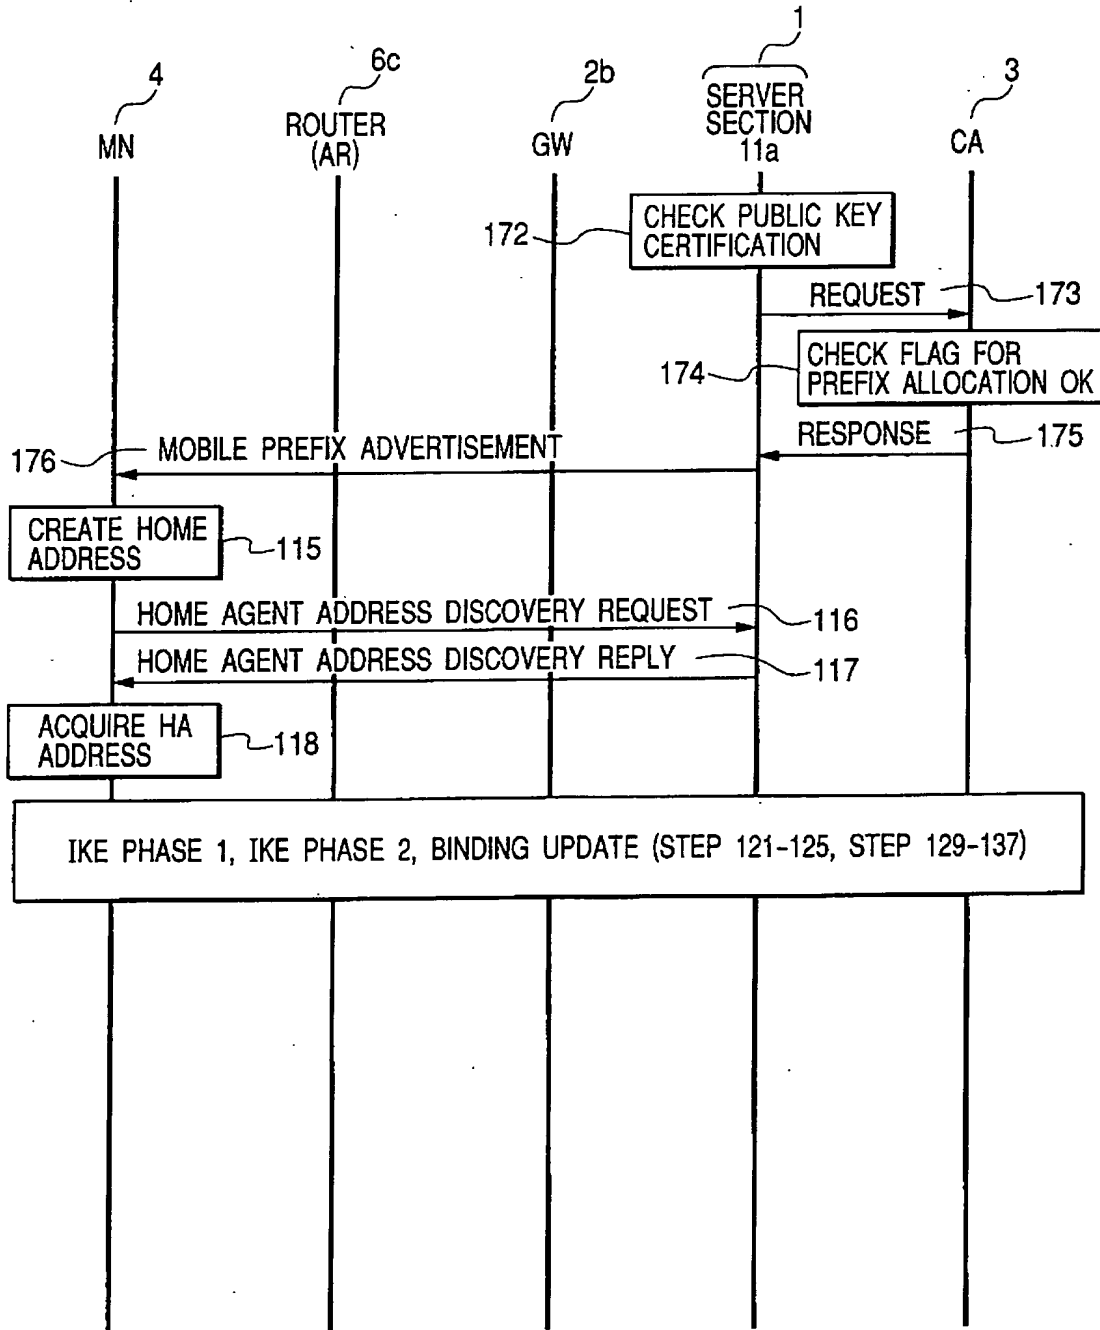 1
4
6c
2b
3
MN
ROUTER
(AR)
GW
SERVER
SECTION
11a
CA
172
CHECK PUBLIC KEY
CERTIFICATION
REQUEST
173
174
CHECK FLAG FOR
PREFIX ALLOCATION OK
RESPONSE
175
176
MOBILE PREFIX ADVERTISEMENT
CREATE HOME
ADDRESS
115
HOME AGENT ADDRESS DISCOVERY REQUEST
116
HOME AGENT ADDRESS DISCOVERY REPLY
117
ACQUIRE HA
ADDRESS
118
IKE PHASE 1, IKE PHASE 2, BINDING UPDATE (STEP 121-125, STEP 129-137)